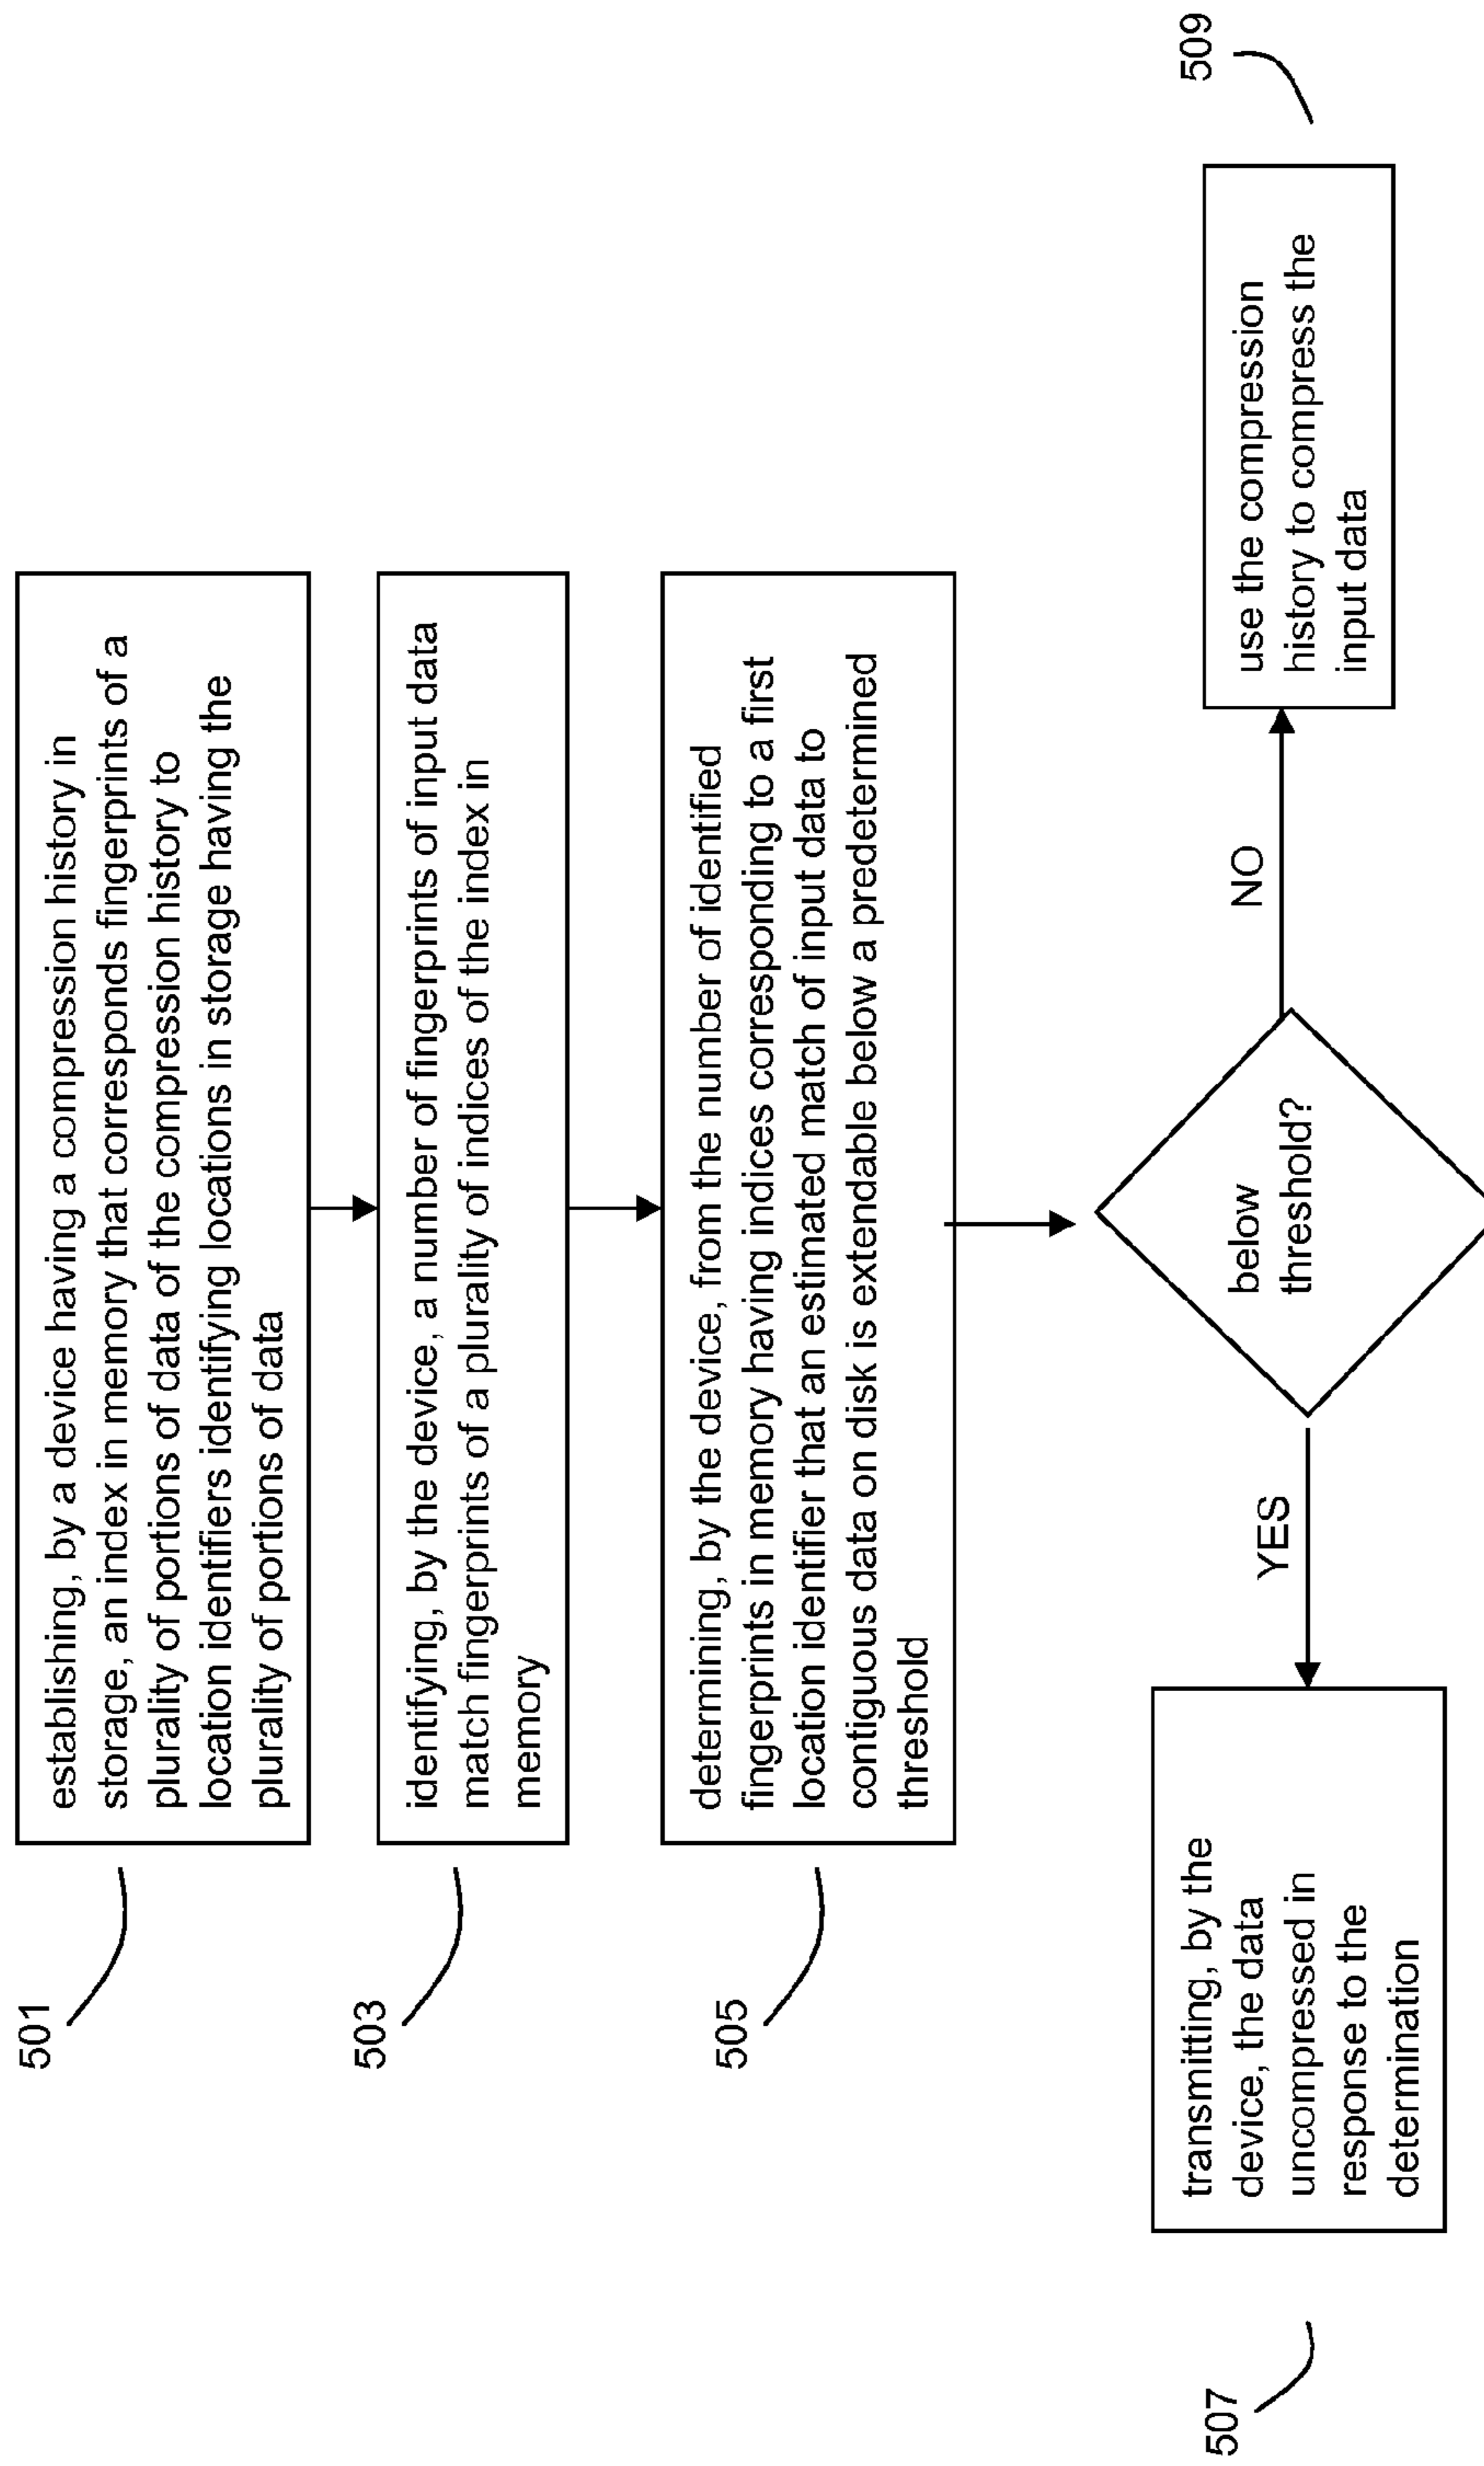 501
establishing, by a device having a compression history in
storage, an index in memory that corresponds fingerprints of a
plurality of portions of data of the compression history to
location identifiers identifying locations in storage having the
plurality of portions of data
503
identifying, by the device, a number of fingerprints of input data
match fingerprints of a plurality of indices of the index in
memory
505
determining, by the device, from the number of identified
fingerprints in memory having indices corresponding to a first
location identifier that an estimated match of input data to
contiguous data on disk is extendable below a predetermined
threshold
below
threshold?
YES
NO
507
transmitting, by the
device, the data
uncompressed in
response to the
determination
509
use the compression
history to compress the
input data